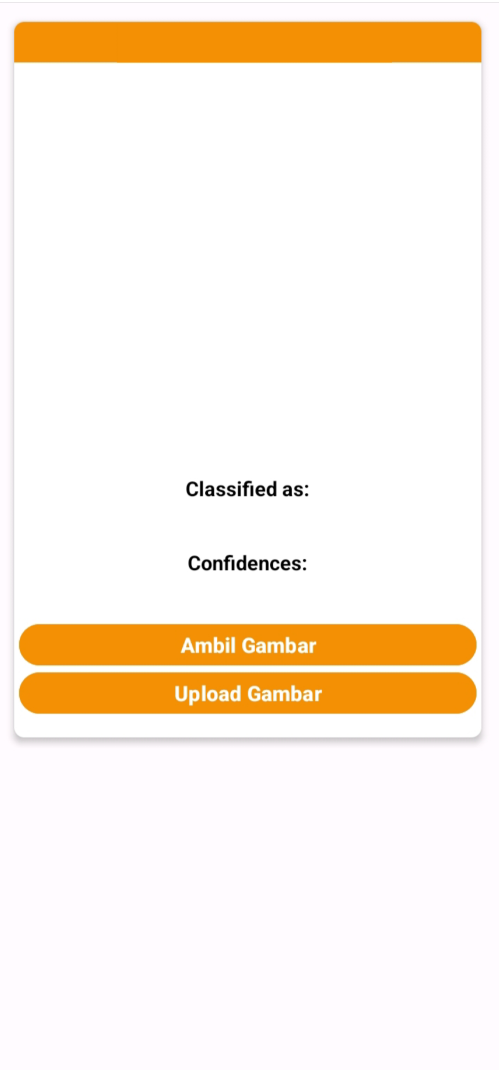 Classified as:
Confidences:
Ambil Gambar
Upload Gambar